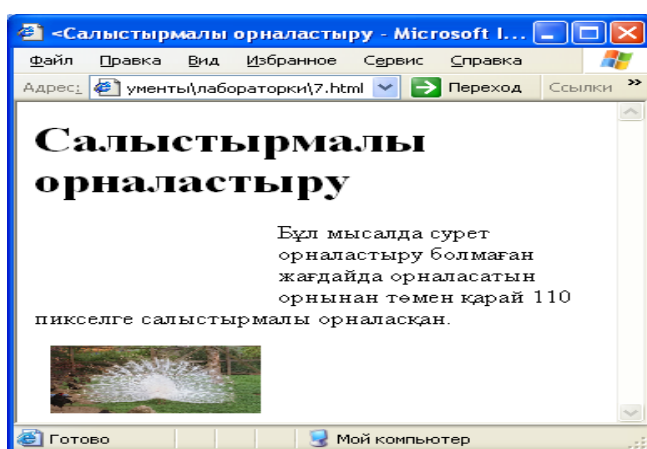 <Салыстырмалы орналастыру - Microsoft I...
Файл Правка Вид Избранное Сервис Справка
Адрес: ументы\лабораторки\7.html Переход Ссылки »
Салыстырмалы
орналастыру
Бұл мысалда сурет
орналастыру болмаған
жағдайда орналасатын
орнынан төмен қарай 110
пикселге салыстырмалы орналасқан.
Готово Мой компьютер